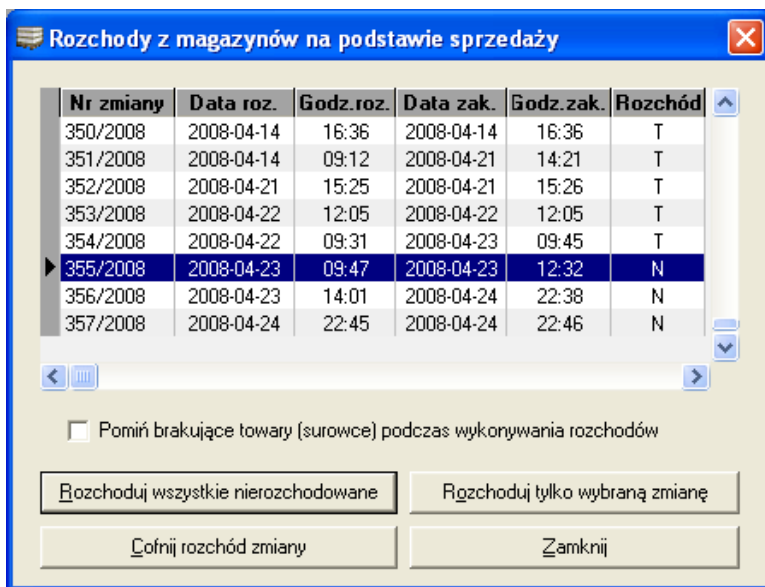 Rozchody z magazynów na podstawie sprzedaży
Nr zmiany Data roz. Godz.roz. Data zak. Godz.zak. Rozchód
350/2008 2008-04-14 16:36 2008-04-14 16:36 T
351/2008 2008-04-14 09:12 2008-04-21 14:21 T
352/2008 2008-04-21 15:25 2008-04-21 15:26 T
353/2008 2008-04-22 12:05 2008-04-22 12:05 T
354/2008 2008-04-22 09:31 2008-04-23 09:45 T
355/2008 2008-04-23 09:47 2008-04-23 12:32 N
356/2008 2008-04-23 14:01 2008-04-24 22:38 N
357/2008 2008-04-24 22:45 2008-04-24 22:46 N
Pomiń brakujące towary (surowce) podczas wykonywania rozchodów
Rozchoduj wszystkie nierozchodowane Rozchoduj tylko wybraną zmianę
Cofnij rozchód zmiany Zamknij